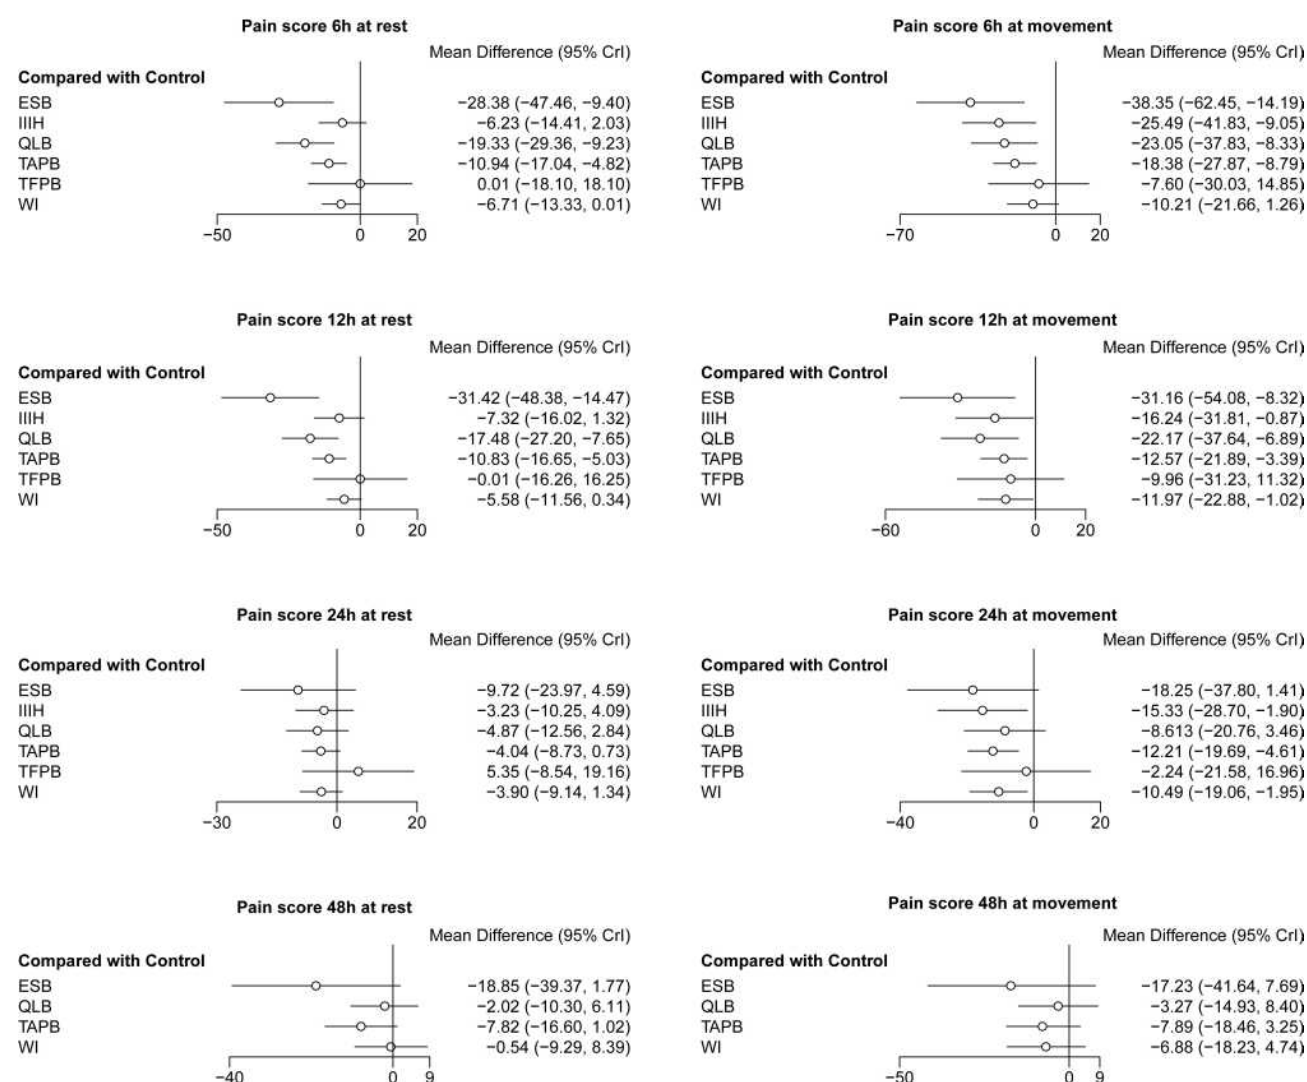 Pain score 6h at rest
Mean Difference (95% CrI)
Compared with Control
ESB −28.38 (−47.46, −9.40)
IIIH −6.23 (−14.41, 2.03)
QLB −19.33 (−29.36, −9.23)
TAPB −10.94 (−17.04, −4.82)
TFPB 0.01 (−18.10, 18.10)
WI −6.71 (−13.33, 0.01)
−50 0 20
Pain score 6h at movement
Mean Difference (95% CrI)
Compared with Control
ESB −38.35 (−62.45, −14.19)
IIIH −25.49 (−41.83, −9.05)
QLB −23.05 (−37.83, −8.33)
TAPB −18.38 (−27.87, −8.79)
TFPB −7.60 (−30.03, 14.85)
WI −10.21 (−21.66, 1.26)
−70 0 20
Pain score 12h at rest
Mean Difference (95% CrI)
Compared with Control
ESB −31.42 (−48.38, −14.47)
IIIH −7.32 (−16.02, 1.32)
QLB −17.48 (−27.20, −7.65)
TAPB −10.83 (−16.65, −5.03)
TFPB −0.01 (−16.26, 16.25)
WI −5.58 (−11.56, 0.34)
−50 0 20
Pain score 12h at movement
Mean Difference (95% CrI)
Compared with Control
ESB −31.16 (−54.08, −8.32)
IIIH −16.24 (−31.81, −0.87)
QLB −22.17 (−37.64, −6.89)
TAPB −12.57 (−21.89, −3.39)
TFPB −9.96 (−31.23, 11.32)
WI −11.97 (−22.88, −1.02)
−60 0 20
Pain score 24h at rest
Mean Difference (95% CrI)
Compared with Control
ESB −9.72 (−23.97, 4.59)
IIIH −3.23 (−10.25, 4.09)
QLB −4.87 (−12.56, 2.84)
TAPB −4.04 (−8.73, 0.73)
TFPB 5.35 (−8.54, 19.16)
WI −3.90 (−9.14, 1.34)
−30 0 20
Pain score 24h at movement
Mean Difference (95% CrI)
Compared with Control
ESB −18.25 (−37.80, 1.41)
IIIH −15.33 (−28.70, −1.90)
QLB −8.613 (−20.76, 3.46)
TAPB −12.21 (−19.69, −4.61)
TFPB −2.24 (−21.58, 16.96)
WI −10.49 (−19.06, −1.95)
−40 0 20
Pain score 48h at rest
Mean Difference (95% CrI)
Compared with Control
ESB −18.85 (−39.37, 1.77)
QLB −2.02 (−10.30, 6.11)
TAPB −7.82 (−16.60, 1.02)
WI −0.54 (−9.29, 8.39)
−40 0 9
Pain score 48h at movement
Mean Difference (95% CrI)
Compared with Control
ESB −17.23 (−41.64, 7.69)
QLB −3.27 (−14.93, 8.40)
TAPB −7.89 (−18.46, 3.25)
WI −6.88 (−18.23, 4.74)
−50 0 9